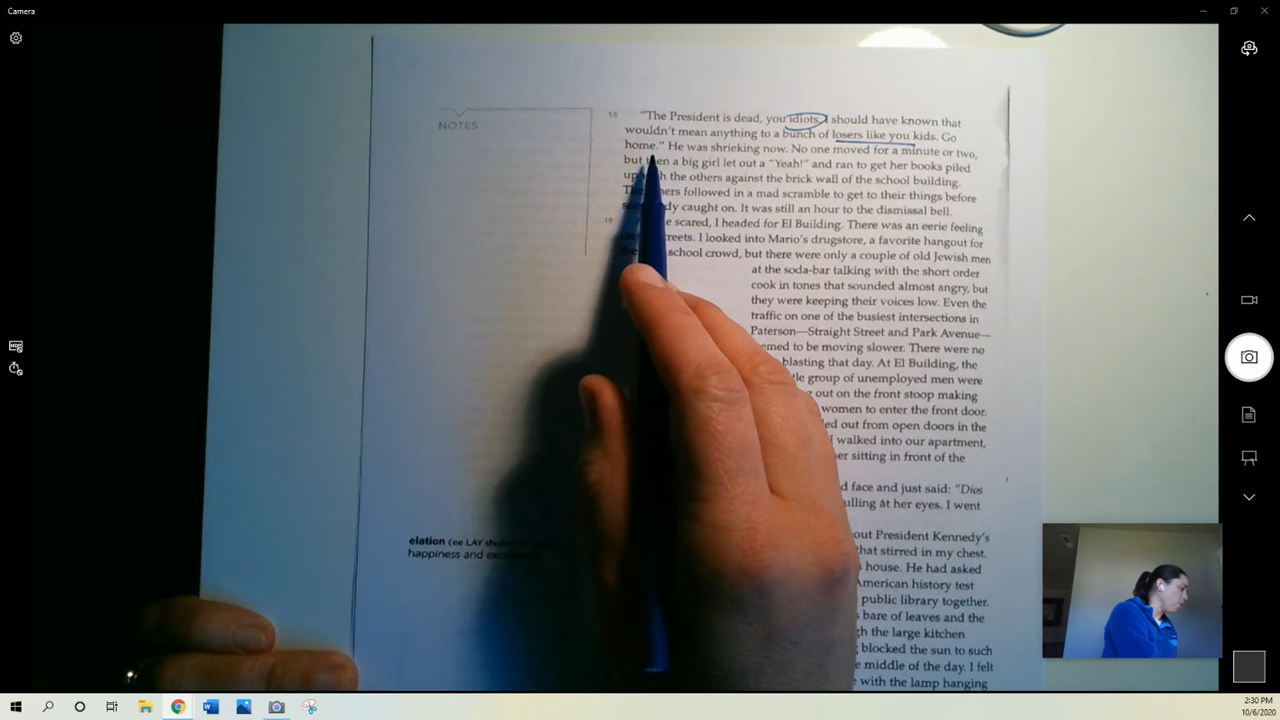 Camera
NOTES
18 "The President is dead, you idiots. I should have known that
wouldn't mean anything to a bunch of losers like you kids. Go
home." He was shrieking now. No one moved for a minute or two,
but then a big girl let out a "Yeah!" and ran to get her books piled
up with the others against the brick wall of the school building.
The others followed in a mad scramble to get to their things before
somebody caught on. It was still an hour to the dismissal bell.
19 scared, I headed for El Building. There was an eerie feeling
on streets. I looked into Mario's drugstore, a favorite hangout for
school crowd, but there were only a couple of old Jewish men
at the soda-bar talking with the short order
cook in tones that sounded almost angry, but
they were keeping their voices low. Even the
traffic on one of the busiest intersections in
Paterson—Straight Street and Park Avenue—
seemed to be moving slower. There were no
blasting that day. At El Building, the
little group of unemployed men were
out on the front stoop making
women to enter the front door.
out from open doors in the
I walked into our apartment,
sitting in front of the
face and just said: "Dios
pulling at her eyes. I went
about President Kennedy's
that stirred in my chest.
elation (ee LAY
happiness and
house. He had asked
American history test
public library together.
bare of leaves and the
the large kitchen
blocked the sun to such
middle of the day. I felt
with the lamp hanging
2:30 PM
10/6/2020